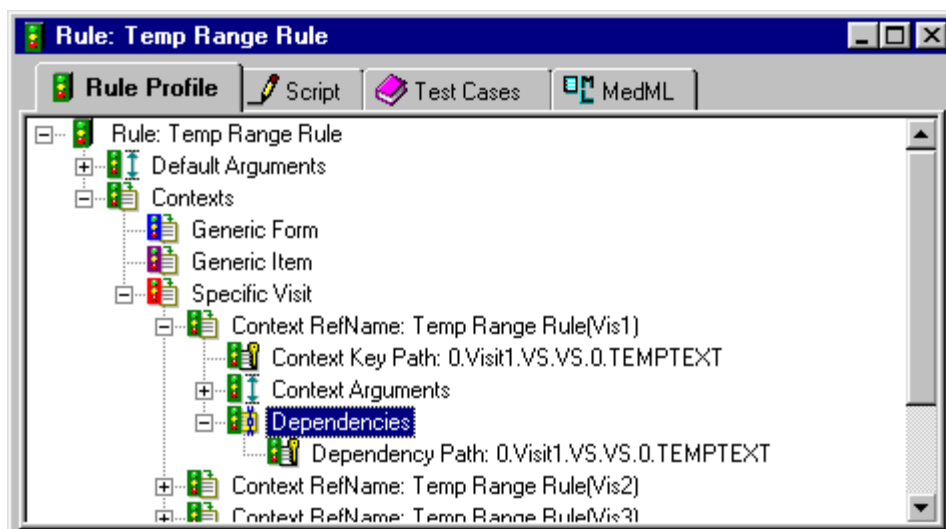 Rule: Temp Range Rule
Rule Profile Script Test Cases MedML
Rule: Temp Range Rule
Default Arguments
Contexts
Generic Form
Generic Item
Specific Visit
Context RefName: Temp Range Rule(Vis1)
Context Key Path: 0.Visit1.VS.VS.0.TEMPTEXT
Context Arguments
Dependencies
Dependency Path: 0.Visit1.VS.VS.0.TEMPTEXT
Context RefName: Temp Range Rule(Vis2)
Context RefName: Temp Range Rule(Vis3)